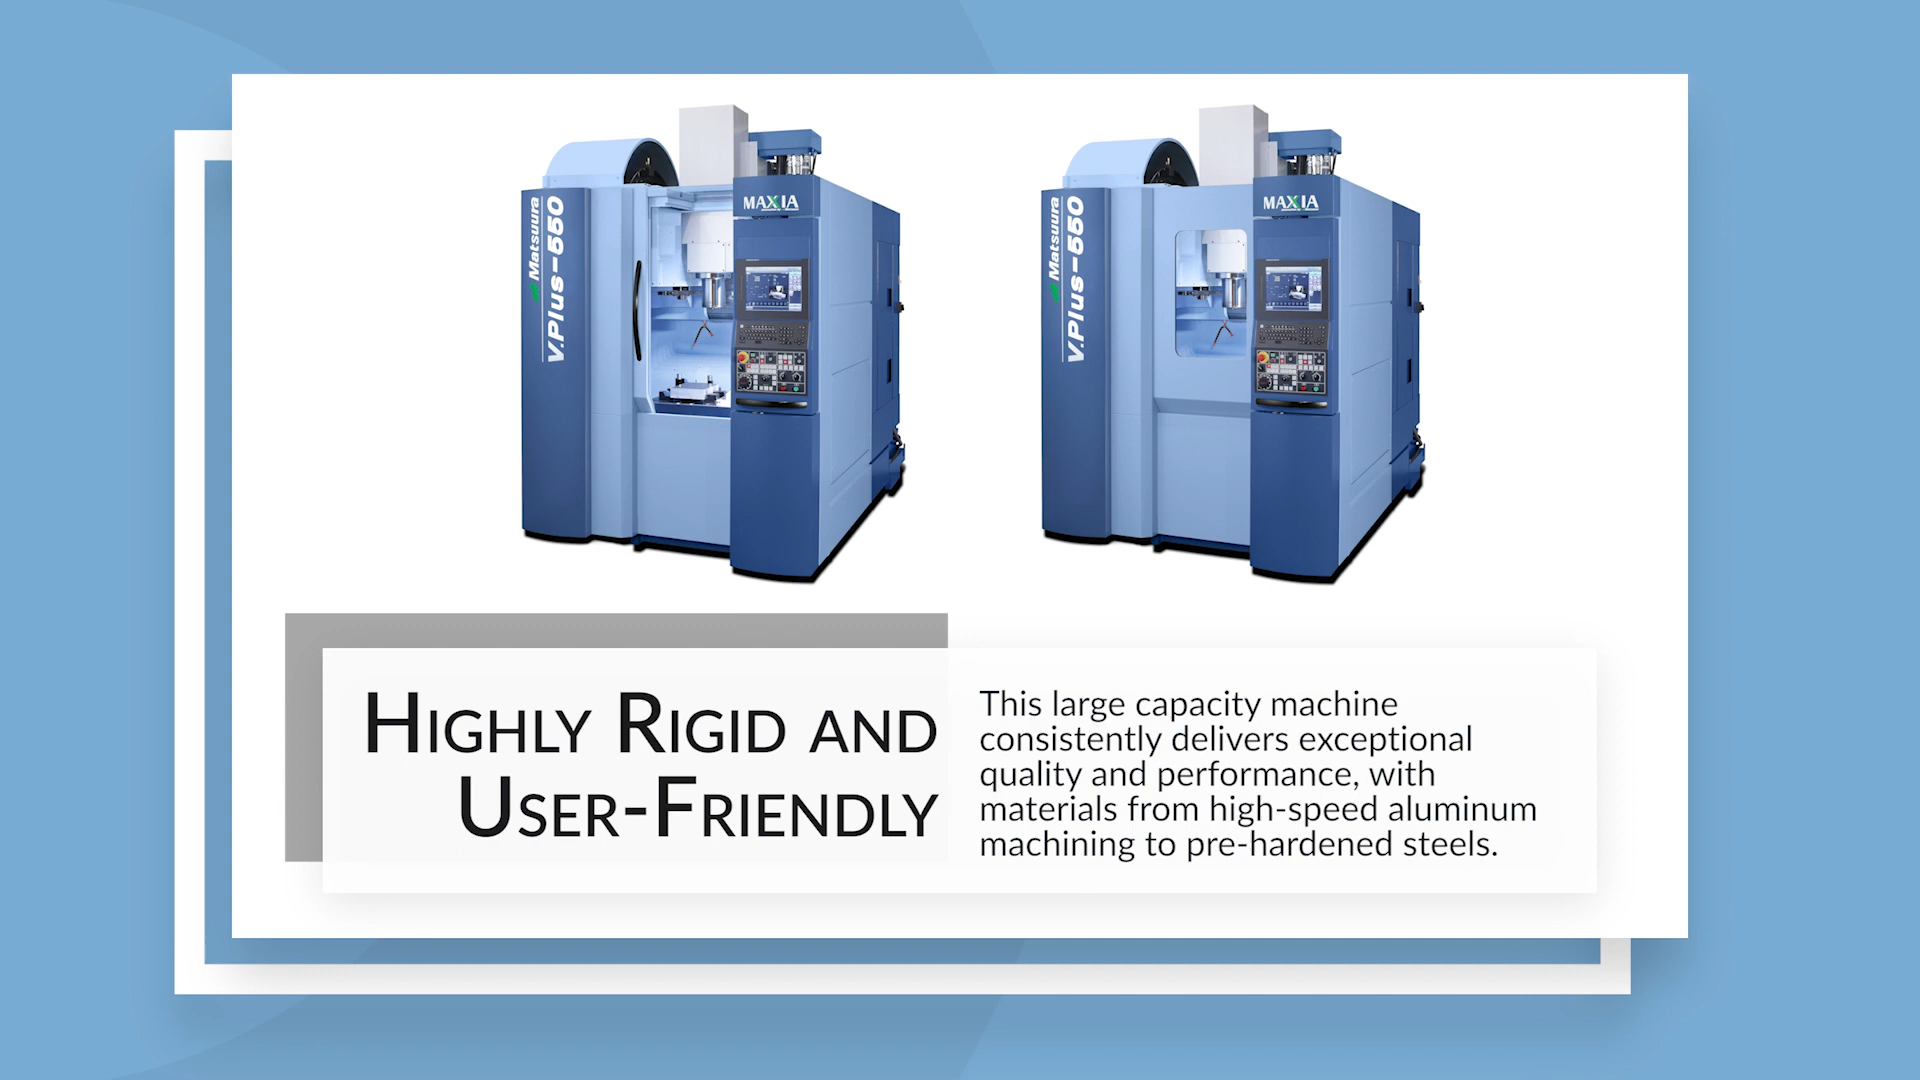 MAXIA
Matsuura
V.Plus-550
MAXIA
Matsuura
V.Plus-550
Highly Rigid and
User-Friendly
This large capacity machine
consistently delivers exceptional
quality and performance, with
materials from high-speed aluminum
machining to pre-hardened steels.